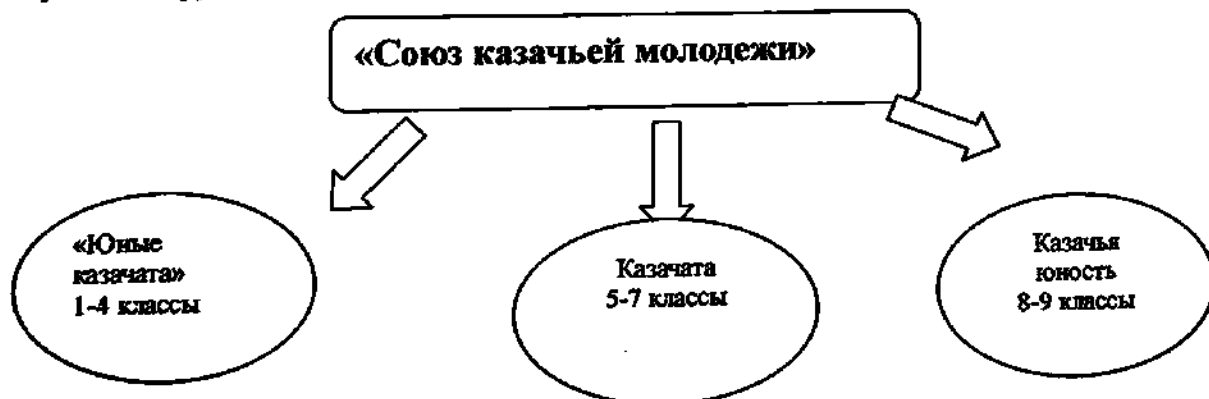 «Союз казачьей молодежи»
«Юные
казачата»
1-4 классы
Казачата
5-7 классы
Казачья
юность
8-9 классы